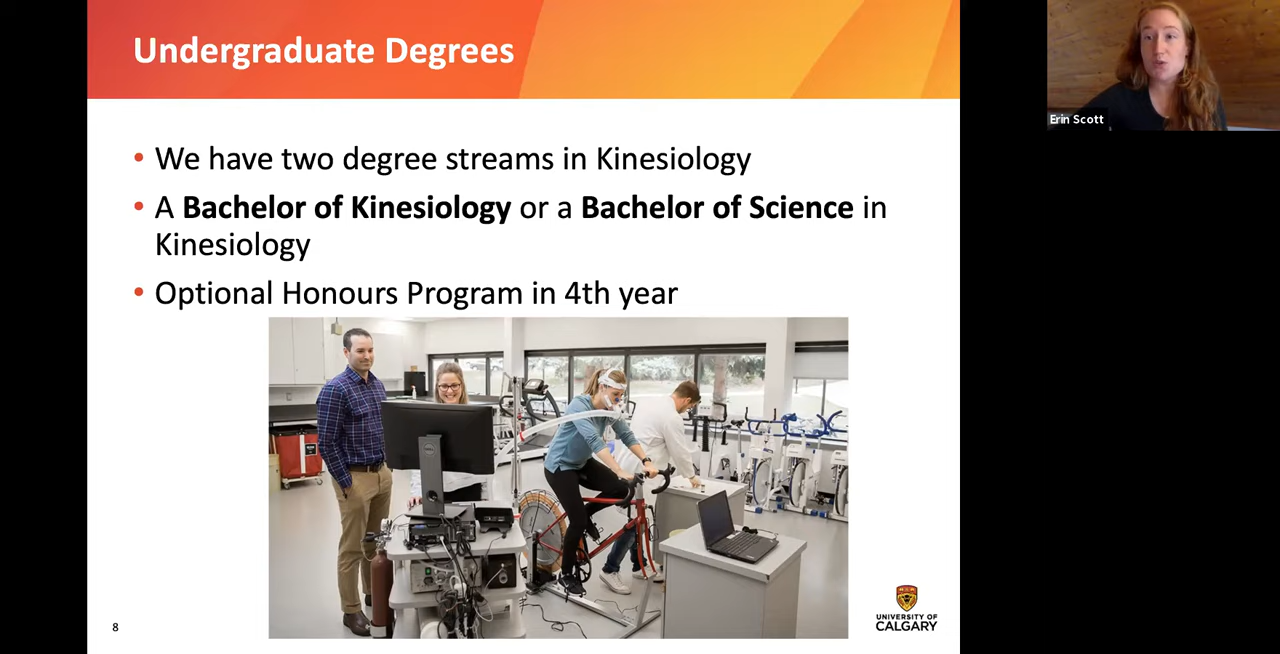 Undergraduate Degrees
Erin Scott
• We have two degree streams in Kinesiology
• A Bachelor of Kinesiology or a Bachelor of Science in
Kinesiology
• Optional Honours Program in 4th year
8
UNIVERSITY OF
CALGARY